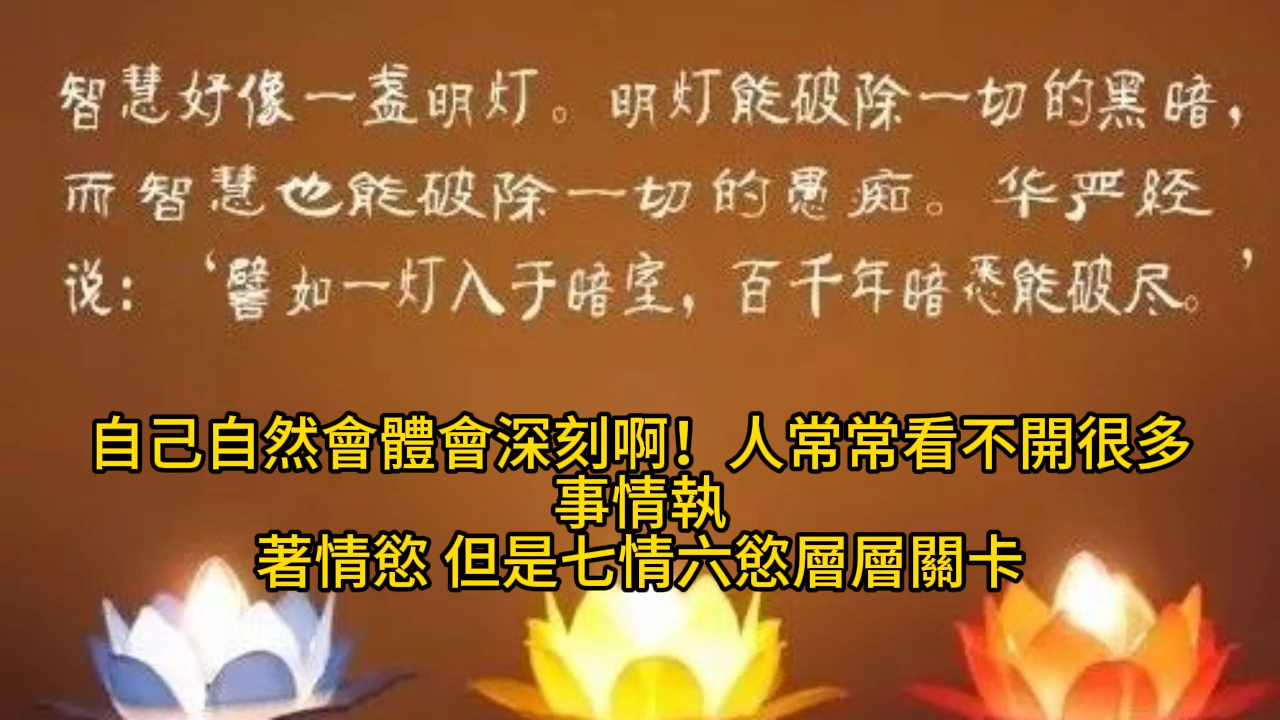 智慧好像一盏明灯。明灯能破除一切的黑暗，
而智慧也能破除一切的愚痴。华严经
说：‘譬如一灯入于暗室，百千年暗悉能破尽。’
自己自然會體會深刻啊！人常常看不開很多
事情執
著情慾 但是七情六慾層層關卡